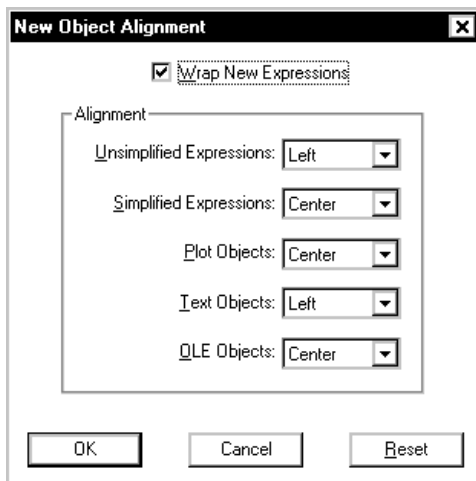 New Object Alignment
Wrap New Expressions
Alignment
Unsimplified Expressions: Left
Simplified Expressions: Center
Plot Objects: Center
Text Objects: Left
OLE Objects: Center
OK Cancel Reset